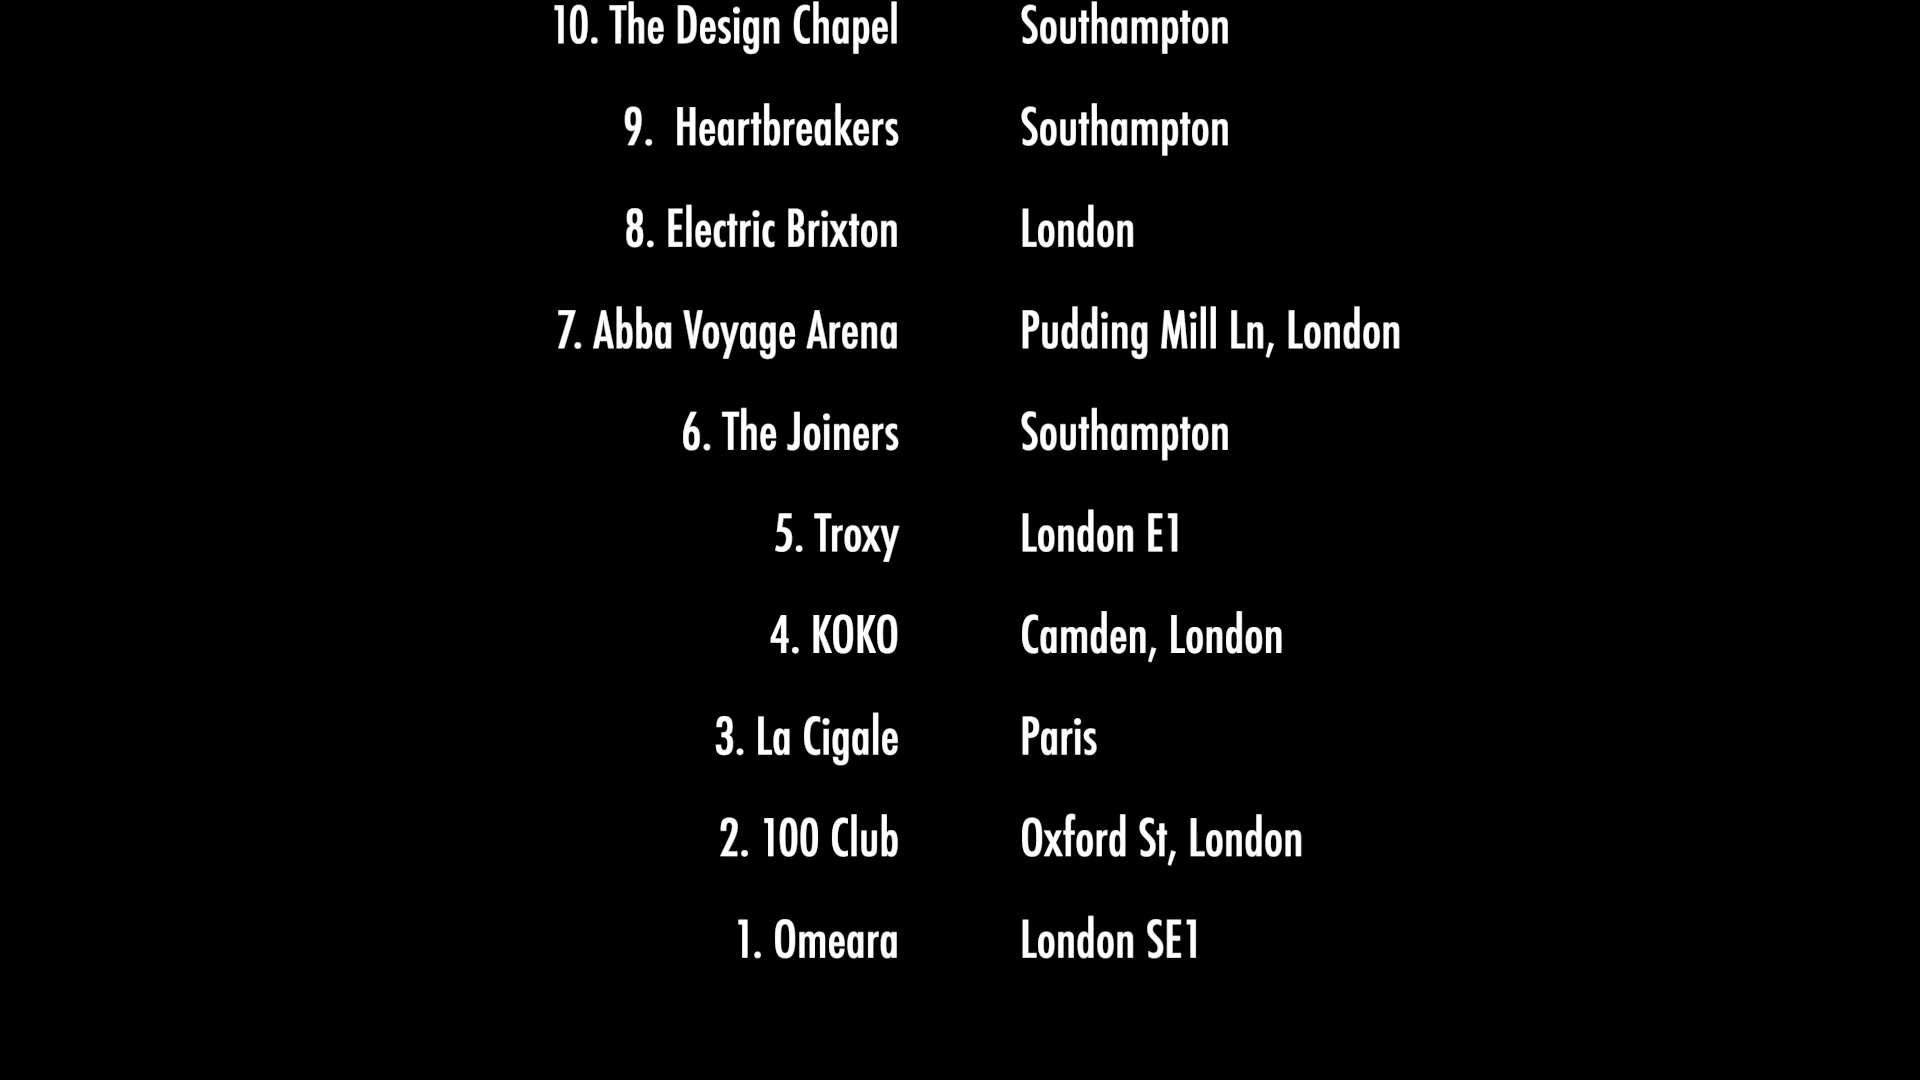 10. The Design Chapel Southampton
9. Heartbreakers Southampton
8. Electric Brixton London
7. Abba Voyage Arena Pudding Mill Ln, London
6. The Joiners Southampton
5. Troxy London E1
4. KOKO Camden, London
3. La Cigale Paris
2. 100 Club Oxford St, London
1. Omeara London SE1